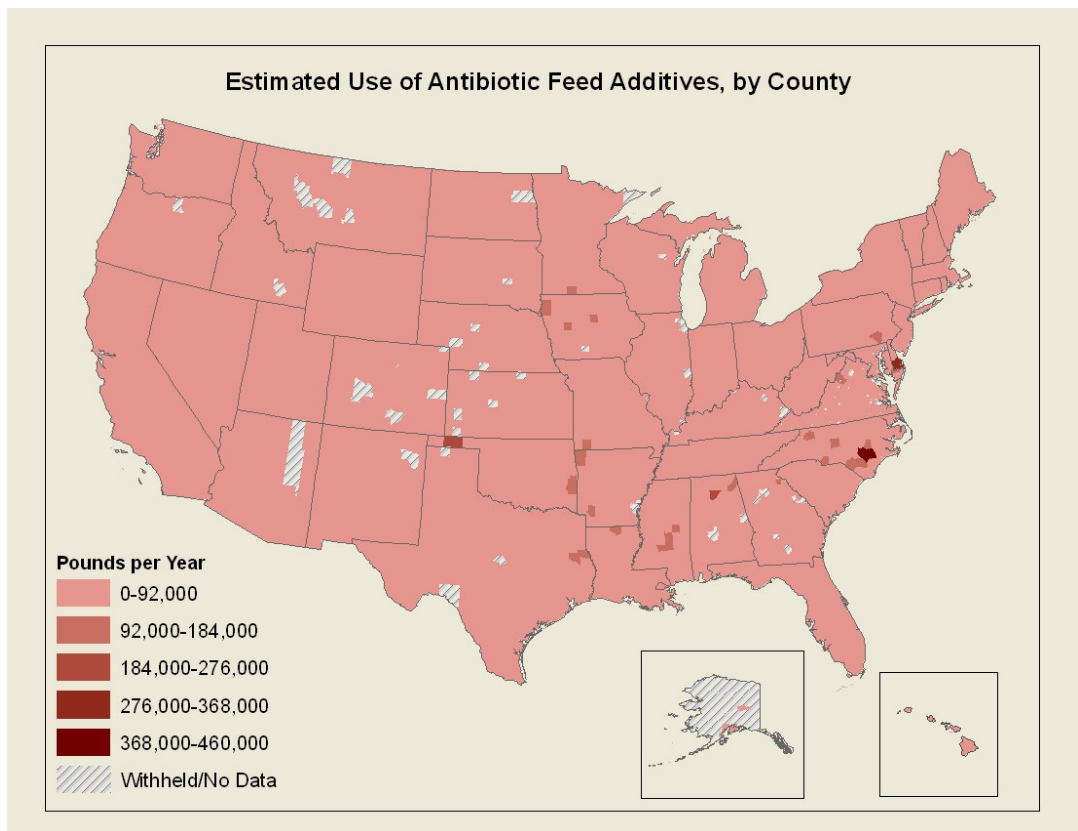 Estimated Use of Antibiotic Feed Additives, by County
Pounds per Year
0-92,000
92,000-184,000
184,000-276,000
276,000-368,000
368,000-460,000
Withheld/No Data